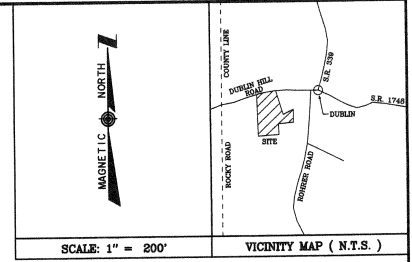 N
MAGNETIC NORTH
SCALE: 1" = 200'
COUNTY LINE
DUBLIN HILL
ROAD
S.R. 339
S.R. 1748
DUBLIN
SITE
ROCKY ROAD
ROHRER ROAD
VICINITY MAP ( N.T.S. )